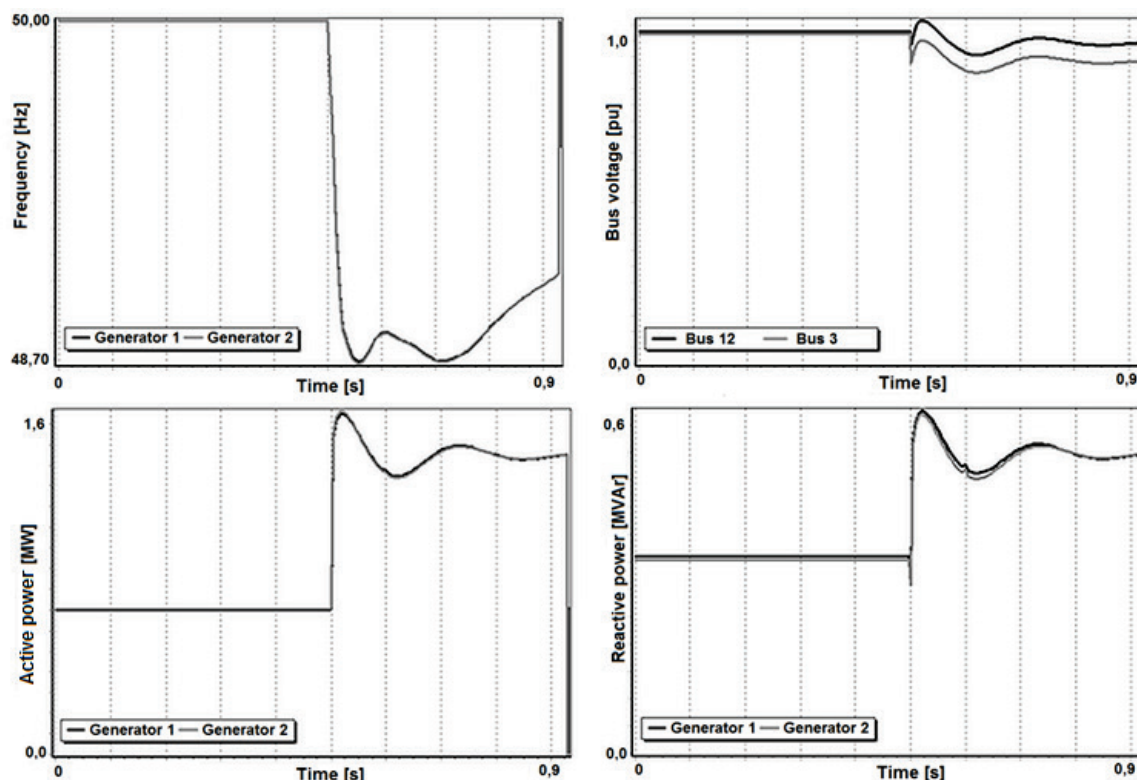 50,00
Frequency [Hz]
Generator 1 Generator 2
48,70
0 Time [s] 0,9
1,0
Bus voltage [pu]
Bus 12 Bus 3
0,0
0 Time [s] 0,9
1,6
Active power [MW]
Generator 1 Generator 2
0,0
0 Time [s] 0,9
0,6
Reactive power [MVAr]
Generator 1 Generator 2
0,0
0 Time [s] 0,9